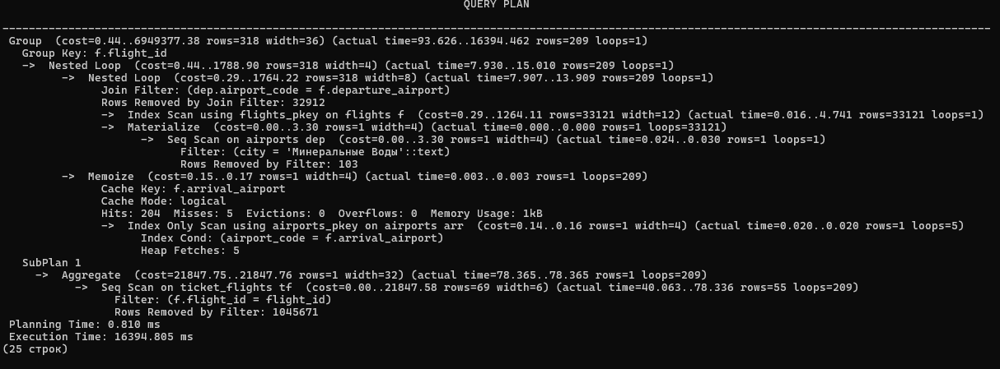 QUERY PLAN
------------------------------------------------------------------------------------------------------------------------------------------------------
Group  (cost=0.44..6949377.38 rows=318 width=36) (actual time=93.626..16394.462 rows=209 loops=1)
  Group Key: f.flight_id
  ->  Nested Loop  (cost=0.44..1788.90 rows=318 width=4) (actual time=7.930..15.010 rows=209 loops=1)
        ->  Nested Loop  (cost=0.29..1764.22 rows=318 width=8) (actual time=7.907..13.909 rows=209 loops=1)
              Join Filter: (dep.airport_code = f.departure_airport)
              Rows Removed by Join Filter: 32912
              ->  Index Scan using flights_pkey on flights f  (cost=0.29..1264.11 rows=33121 width=12) (actual time=0.016..4.741 rows=33121 loops=1)
              ->  Materialize  (cost=0.00..3.30 rows=1 width=4) (actual time=0.000..0.000 rows=1 loops=33121)
                    ->  Seq Scan on airports dep  (cost=0.00..3.30 rows=1 width=4) (actual time=0.024..0.030 rows=1 loops=1)
                          Filter: (city = 'Минеральные Воды'::text)
                          Rows Removed by Filter: 103
        ->  Memoize  (cost=0.15..0.17 rows=1 width=4) (actual time=0.003..0.003 rows=1 loops=209)
              Cache Key: f.arrival_airport
              Cache Mode: logical
              Hits: 204  Misses: 5  Evictions: 0  Overflows: 0  Memory Usage: 1kB
              ->  Index Only Scan using airports_pkey on airports arr  (cost=0.14..0.16 rows=1 width=4) (actual time=0.020..0.020 rows=1 loops=5)
                    Index Cond: (airport_code = f.arrival_airport)
                    Heap Fetches: 5
  SubPlan 1
    ->  Aggregate  (cost=21847.75..21847.76 rows=1 width=32) (actual time=78.365..78.365 rows=1 loops=209)
          ->  Seq Scan on ticket_flights tf  (cost=0.00..21847.58 rows=69 width=6) (actual time=40.063..78.336 rows=55 loops=209)
                Filter: (f.flight_id = flight_id)
                Rows Removed by Filter: 1045671
Planning Time: 0.810 ms
Execution Time: 16394.805 ms
(25 строк)